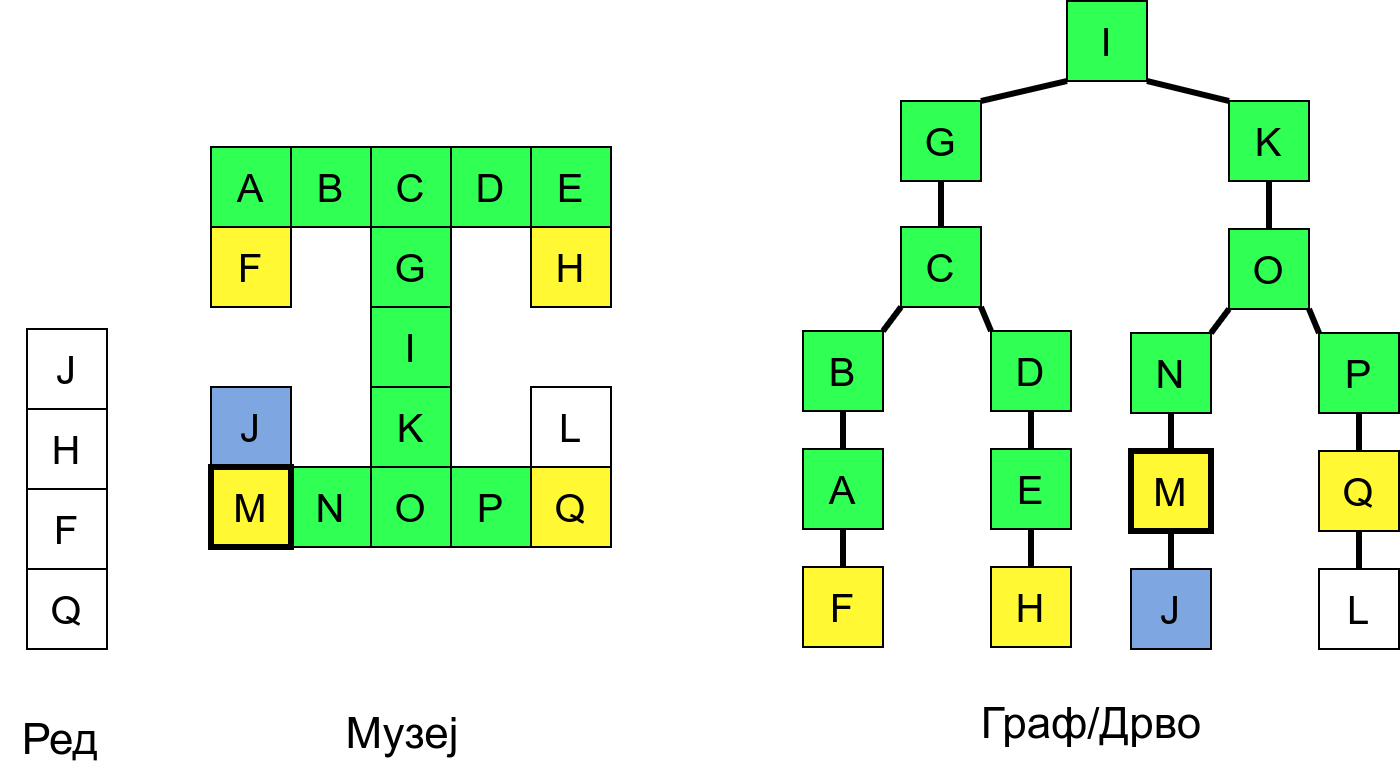 I
G K
C O
B D N P
A E M Q
F H J L
Граф/Дрво
A B C D E
F G H
I
J K L
M N O P Q
Музеј
J
H
F
Q
Ред